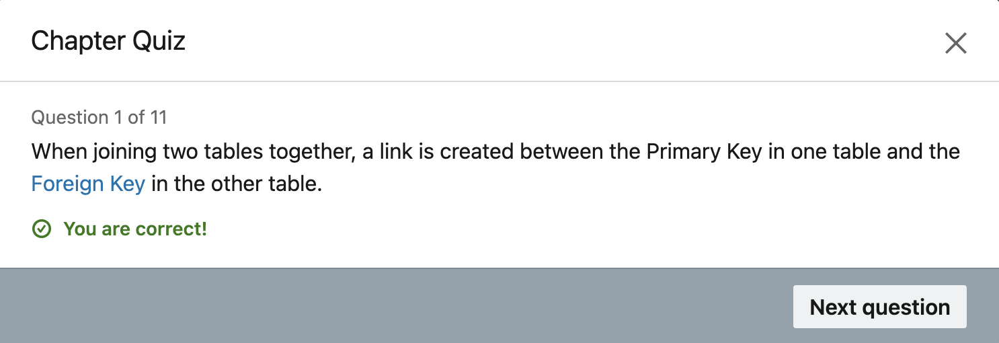 Chapter Quiz
Question 1 of 11
When joining two tables together, a link is created between the Primary Key in one table and the
Foreign Key in the other table.
You are correct!
Next question